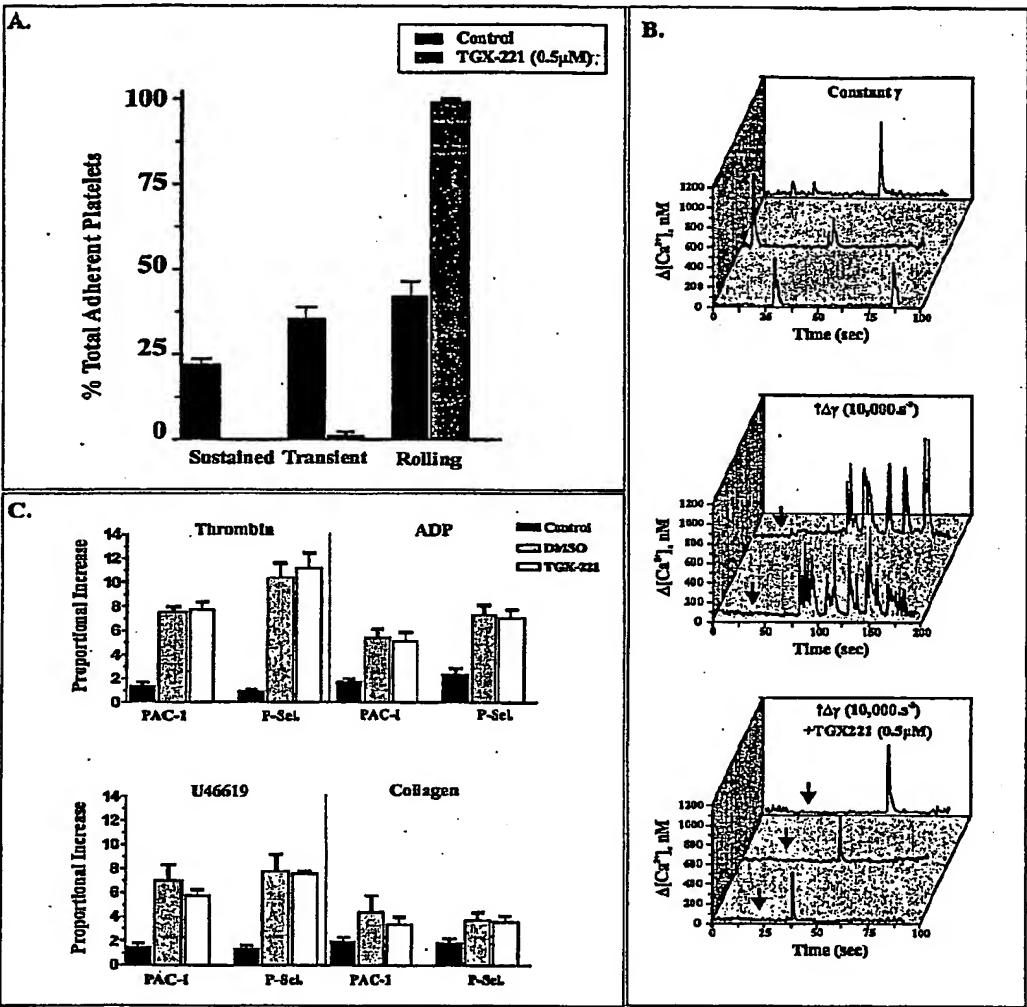 A.
Control
TGX-221 (0.5μM)
% Total Adherent Platelets
100
75
50
25
0
Sustained Transient Rolling
B.
Constant γ
Δ[Ca²⁺], nM
1200
1000
800
600
400
200
0
0 25 50 75 100
Time (sec)
↑Δγ (10,000.s⁻¹)
Δ[Ca²⁺], nM
1200
1000
800
600
400
200
0
0 50 100 150 200
Time (sec)
↑Δγ (10,000.s⁻¹)
+TGX221 (0.5μM)
Δ[Ca²⁺], nM
1200
1000
800
600
400
200
0
0 25 50 75 100
Time (sec)
C.
Thrombin ADP
Control
DMSO
TGX-221
Proportional Increase
14
12
10
8
6
4
2
0
PAC-1 P-Sel. PAC-1 P-Sel.
U46619 Collagen
Proportional Increase
14
12
10
8
6
4
2
0
PAC-1 P-Sel. PAC-1 P-Sel.